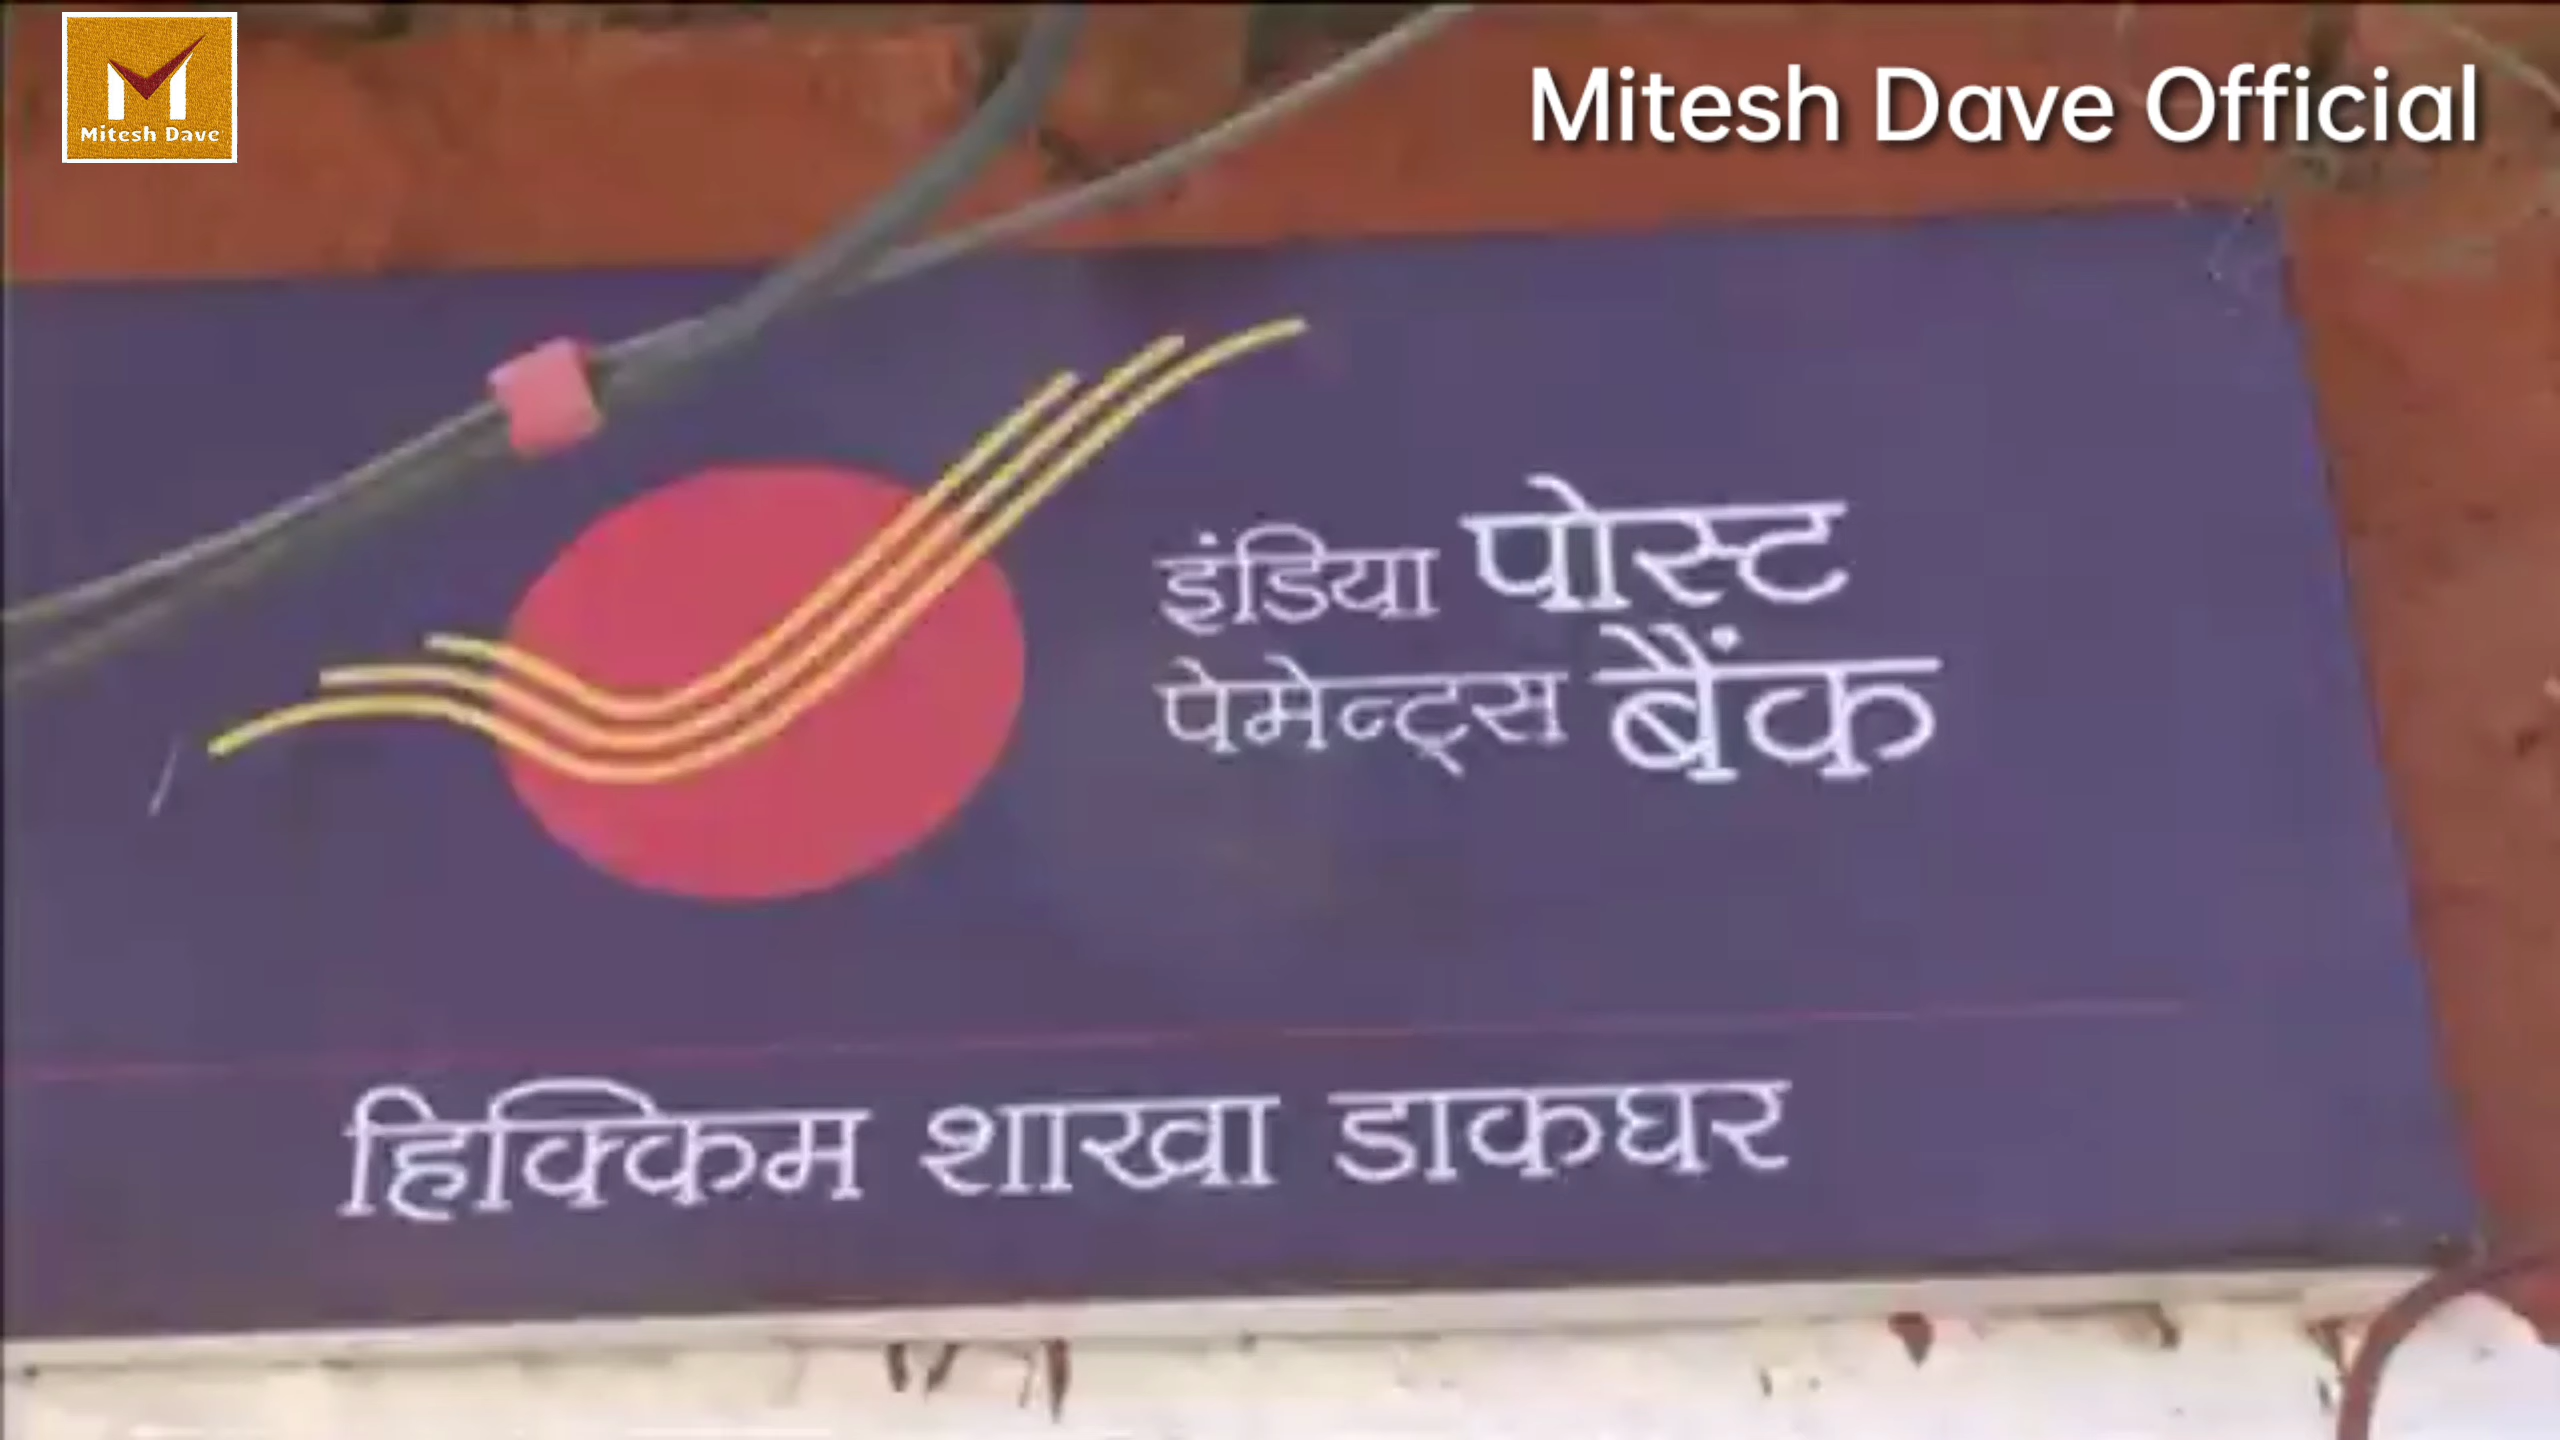 Mitesh Dave
Mitesh Dave Official
इंडिया पोस्ट
पेमेन्ट्स बैंक
हिक्किम शाखा डाकघर